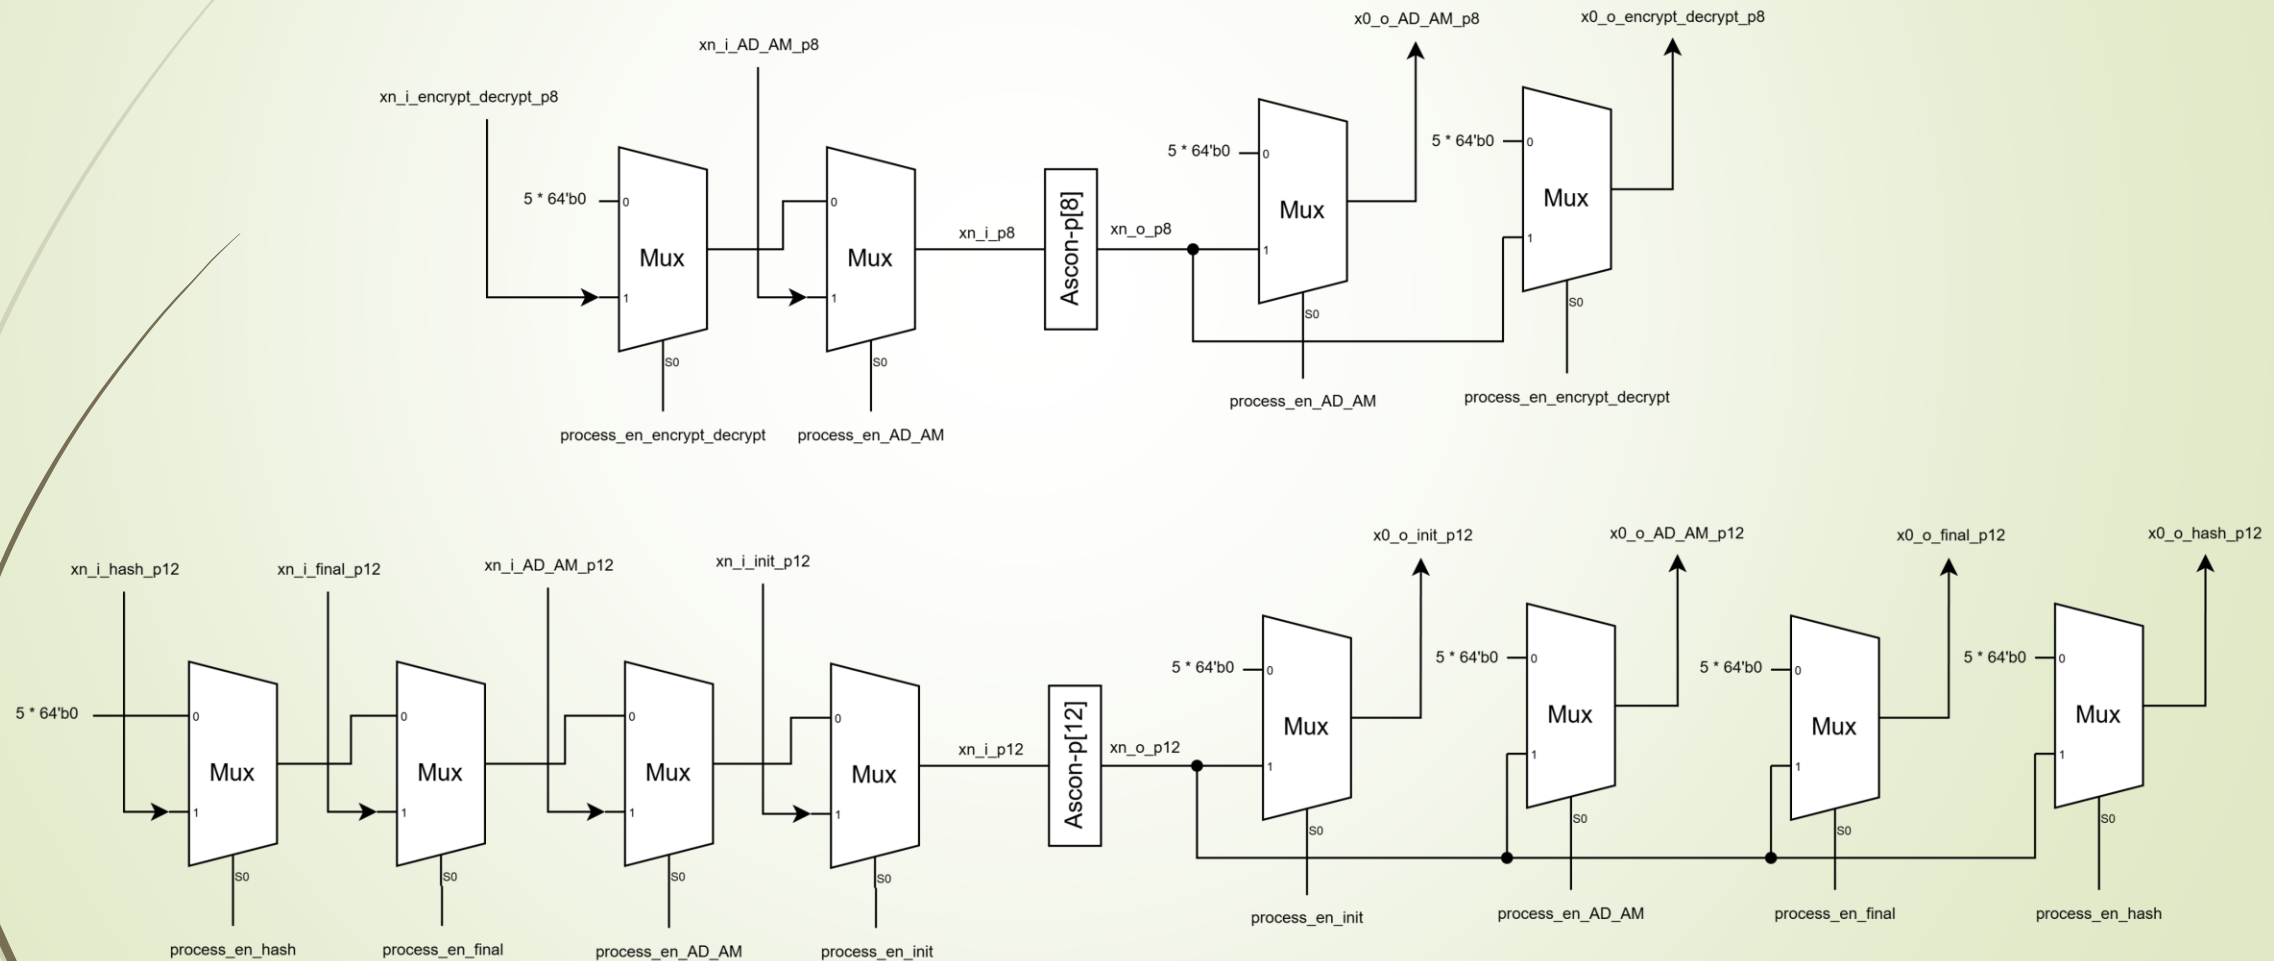 x0_o_AD_AM_p8
x0_o_encrypt_decrypt_p8
xn_i_AD_AM_p8
xn_i_encrypt_decrypt_p8
5 * 64'b0
0
Mux
1
S0
process_en_encrypt_decrypt
0
Mux
1
S0
process_en_AD_AM
xn_i_p8
Ascon-p[8]
xn_o_p8
5 * 64'b0
0
Mux
1
S0
process_en_AD_AM
5 * 64'b0
0
Mux
1
S0
process_en_encrypt_decrypt
xn_i_hash_p12
xn_i_final_p12
xn_i_AD_AM_p12
xn_i_init_p12
x0_o_init_p12
x0_o_AD_AM_p12
x0_o_final_p12
x0_o_hash_p12
5 * 64'b0
0
Mux
1
S0
process_en_hash
0
Mux
1
S0
process_en_final
0
Mux
1
S0
process_en_AD_AM
0
Mux
1
S0
process_en_init
xn_i_p12
Ascon-p[12]
xn_o_p12
5 * 64'b0
0
Mux
1
S0
process_en_init
5 * 64'b0
0
Mux
1
S0
process_en_AD_AM
5 * 64'b0
0
Mux
1
S0
process_en_final
5 * 64'b0
0
Mux
1
S0
process_en_hash